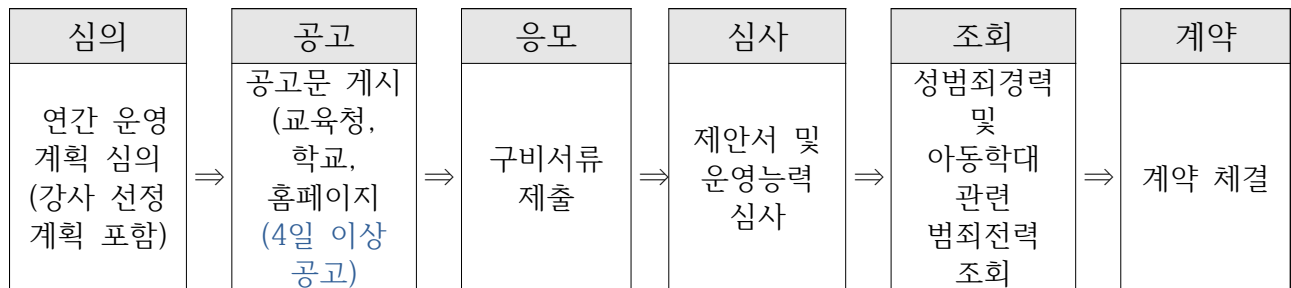 심의
연간 운영
계획 심의
(강사 선정
계획 포함)
⇒
공고
공고문 게시
(교육청,
학교,
홈페이지
(4일 이상
공고)
⇒
응모
구비서류
제출
⇒
심사
제안서 및
운영능력
심사
⇒
조회
성범죄경력
및
아동학대
관련
범죄전력
조회
⇒
계약
계약 체결